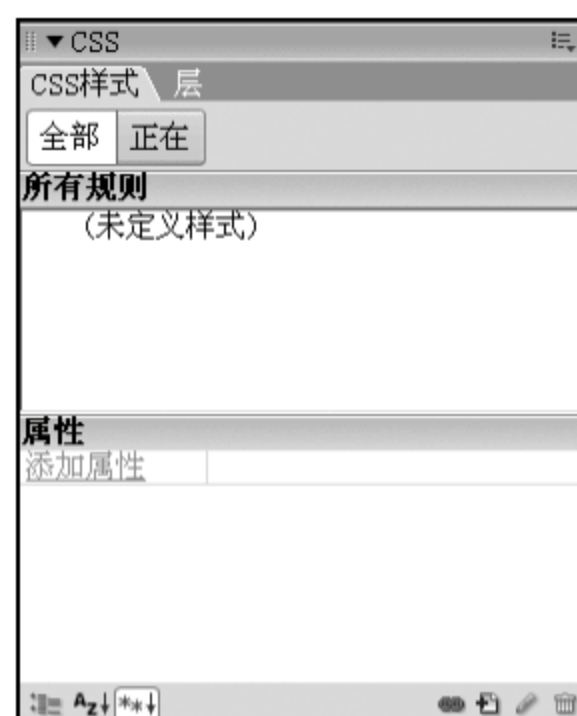 ▼ CSS
CSS样式 层
全部 正在
所有规则
(未定义样式)
属性
添加属性
Az↓ **↓